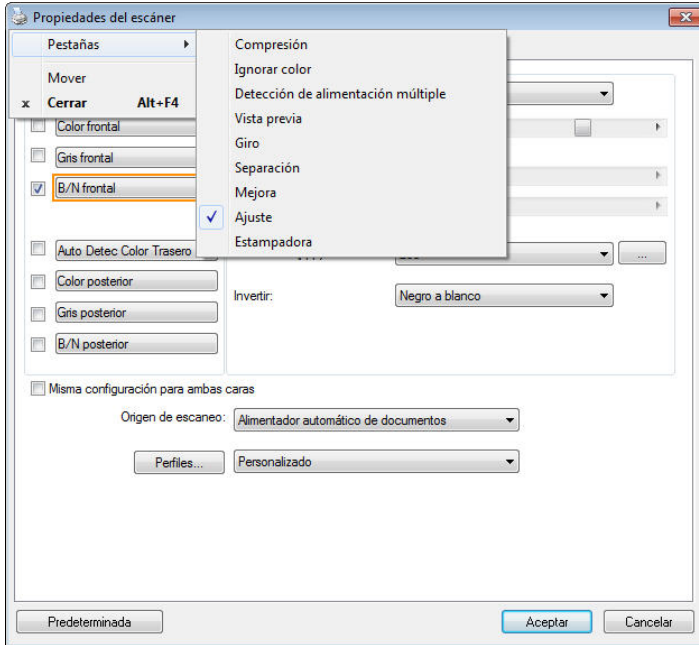 Propiedades del escáner
Pestañas
Mover
x Cerrar Alt+F4
Compresión
Ignorar color
Detección de alimentación múltiple
Vista previa
Giro
Separación
Mejora
Ajuste
Estampadora
Color frontal
Gris frontal
B/N frontal
Auto Detec Color Trasero
Color posterior
Gris posterior
B/N posterior
...
Invertir: Negro a blanco
Misma configuración para ambas caras
Origen de escaneo: Alimentador automático de documentos
Perfiles... Personalizado
Predeterminada Aceptar Cancelar